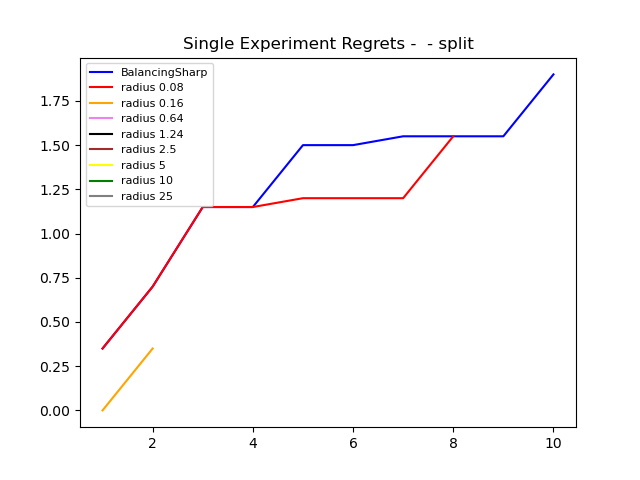 Single Experiment Regrets -  - split
BalancingSharp
radius 0.08
radius 0.16
radius 0.64
radius 1.24
radius 2.5
radius 5
radius 10
radius 25
1.75
1.50
1.25
1.00
0.75
0.50
0.25
0.00
2 4 6 8 10